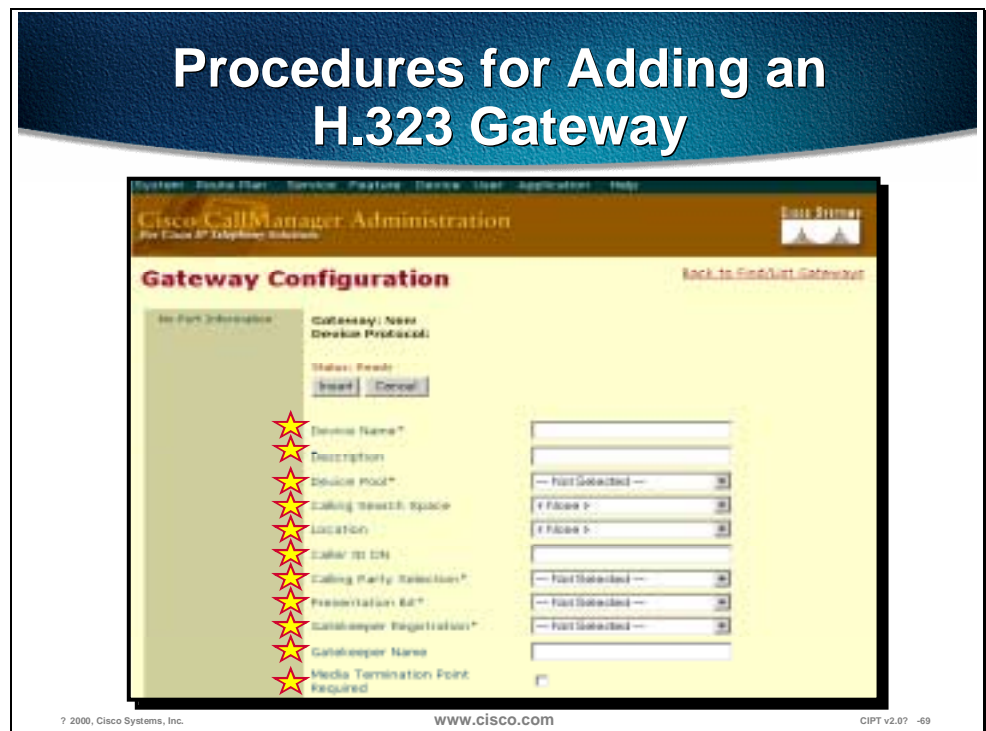 Procedures for Adding an
H.323 Gateway
System Route Plan Service Feature Device User Application Help
Cisco CallManager Administration
For Cisco IP Telephony Solutions
Cisco Systems
Gateway Configuration
Back to Find/List Gateways
No Port Information
Gateway: New
Device Protocol:
Status: Ready
Insert Cancel
Device Name*
Description
Device Pool* -- Not Selected --
Calling Search Space < None >
Location < None >
Caller ID DN
Calling Party Selection* -- Not Selected --
Presentation Bit* -- Not Selected --
Gatekeeper Registration* -- Not Selected --
Gatekeeper Name
Media Termination Point
Required
? 2000, Cisco Systems, Inc. www.cisco.com CIPT v2.0? -69